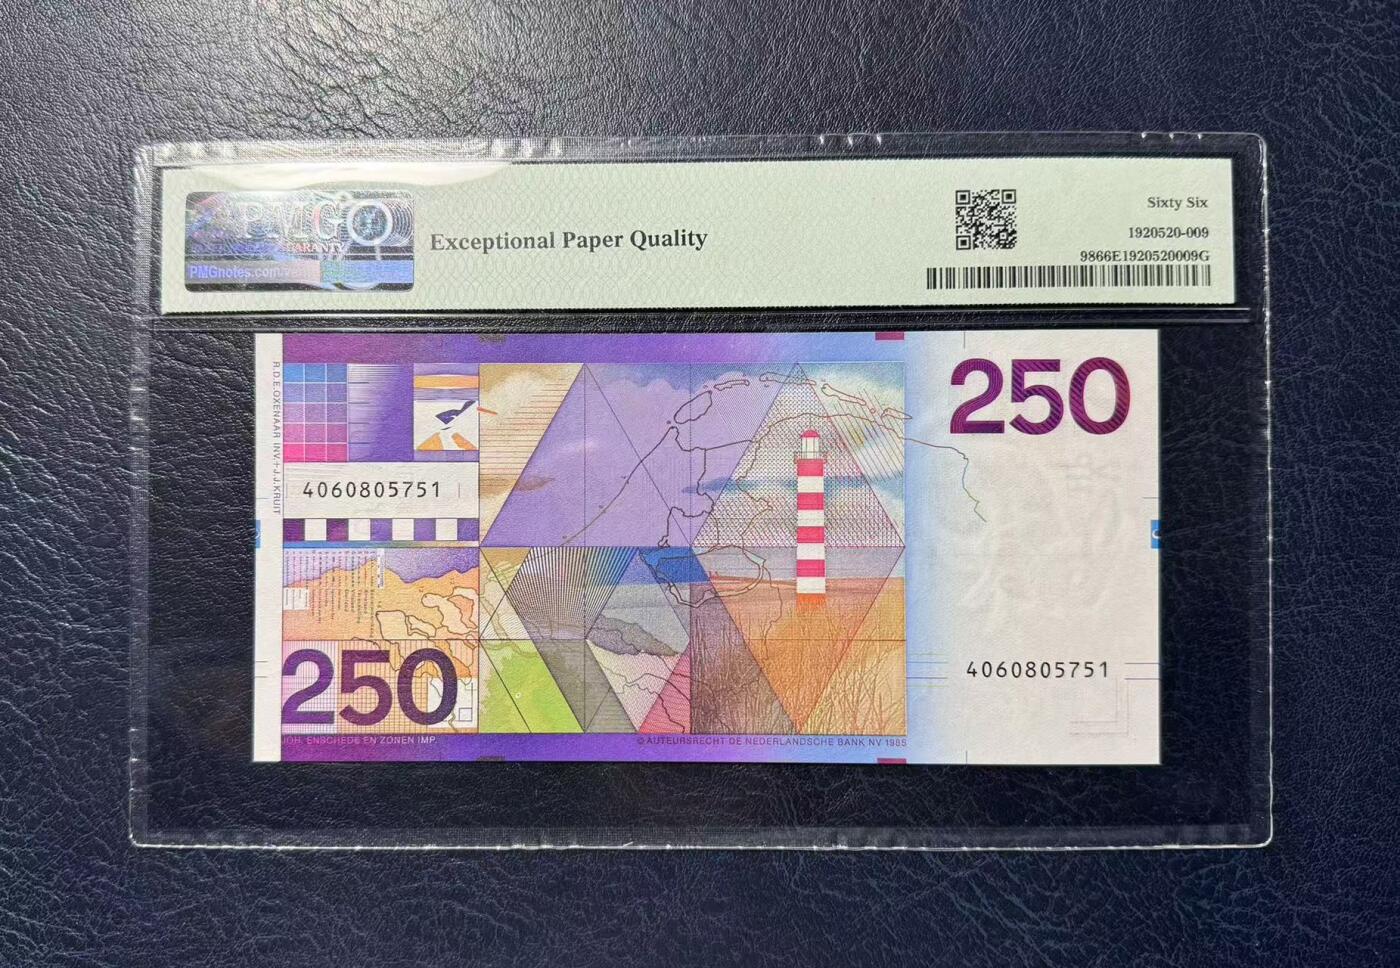 PMG
PMGnotes.com/ver
Exceptional Paper Quality
Sixty Six
1920520-009
9866E1920520009G
250
R.D.E.OXENAAR INV.+J.J.KRUIT
4060805751
250
4060805751
JOH. ENSCHEDE EN ZONEN IMP.
© AUTEURSRECHT DE NEDERLANDSCHE BANK NV 1985